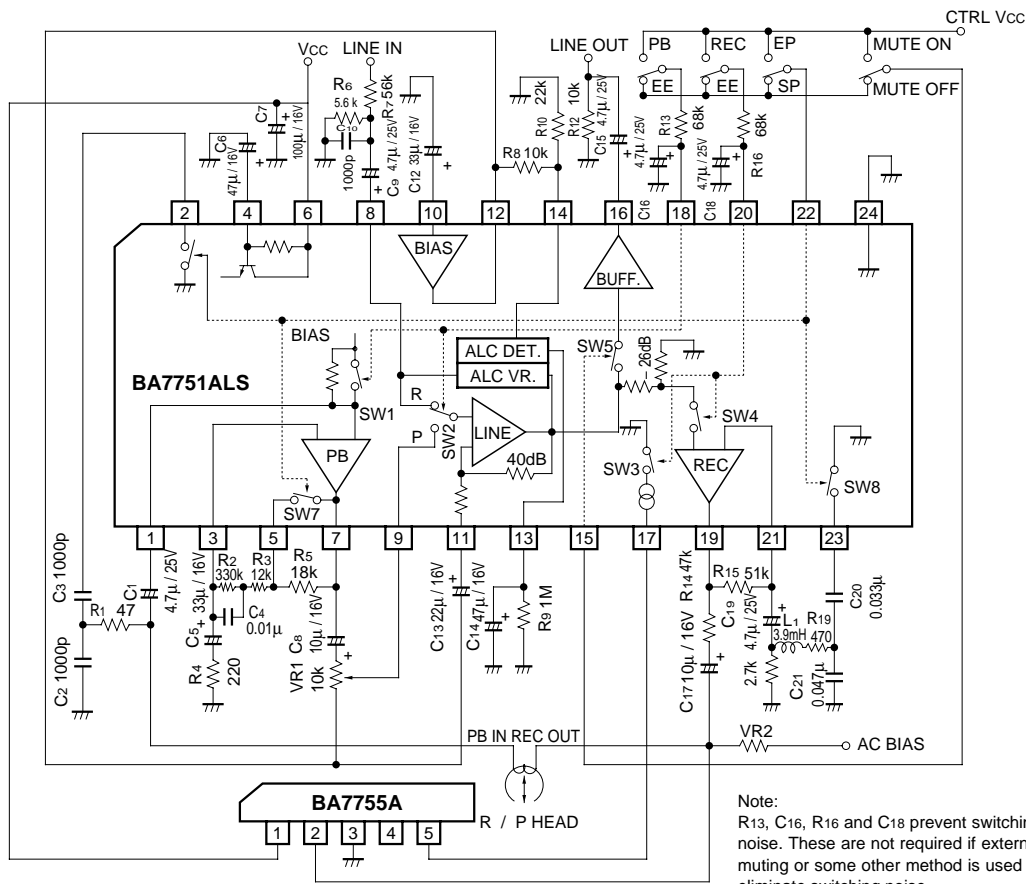 CTRL VCC
VCC LINE IN LINE OUT PB REC EP MUTE ON
EE EE SP MUTE OFF
C7 100µ / 16V
C6 47µ / 16V
R6 5.6 k
R7 56k
C10 1000p
C9 4.7µ / 25V
C12 33µ / 16V
R8 10k
22k R10
10k R12
C15 4.7µ / 25V
C16 4.7µ / 25V
R13 68k
C18 4.7µ / 25V
R16 68k
2 4 6 8 10 12 14 16 18 20 22 24
BIAS
BUFF.
BIAS
ALC DET.
ALC VR.
SW5
–26dB
BA7751ALS
SW1
R
P
SW2
LINE
SW4
PB
40dB
SW3
REC
SW8
SW7
1 3 5 7 9 11 13 15 17 19 21 23
C3 1000p
R1 47
C1 4.7µ / 25V
C2 1000p
33µ / 16V
C5
R2 330k
R3 12k
R5 18k
C4 0.01µ
R4 220
C8 10µ / 16V
VR1 10k
C13 22µ / 16V
C14 47µ / 16V
R9 1M
R14 47k
R15 51k
C17 10µ / 16V
C19 4.7µ / 25V
L1 3.9mH
R19 470
2.7k
C20 0.033µ
C21 0.047µ
PB IN REC OUT
VR2
AC BIAS
BA7755A
R / P HEAD
1 2 3 4 5
Note:
R13, C16, R16 and C18 prevent switchin
noise. These are not required if extern
muting or some other method is used
eliminate switching noise.